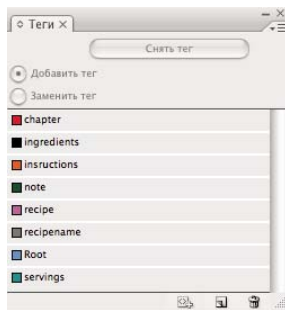 Теги
Снять тег
Добавить тег
Заменить тег
chapter
ingredients
insructions
note
recipe
recipename
Root
servings